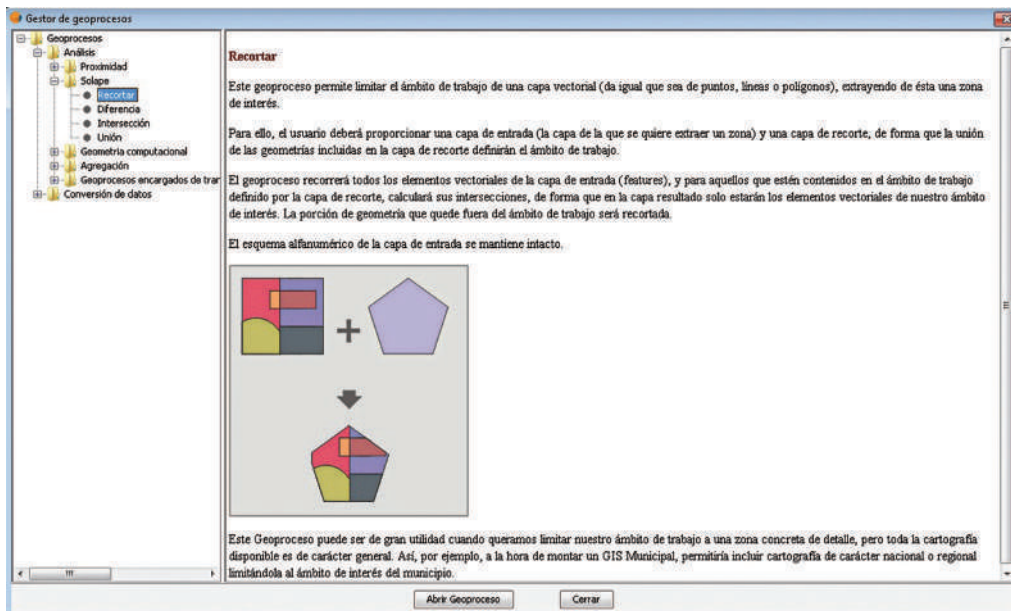 Gestor de geoprocesos
Geoprocesos
Análisis
Proximidad
Solape
Recortar
Diferencia
Intersección
Unión
Geometria computacional
Agregación
Geoprocesos encargados de trar
Conversión de datos
Recortar
Este geoproceso permite limitar el ámbito de trabajo de una capa vectorial (da igual que sea de puntos, líneas o polígonos), extrayendo de ésta una zona
de interés.
Para ello, el usuario deberá proporcionar una capa de entrada (la capa de la que se quiere extraer un zona) y una capa de recorte, de forma que la unión
de las geometrías incluidas en la capa de recorte definirán el ámbito de trabajo.
El geoproceso recorrerá todos los elementos vectoriales de la capa de entrada (features), y para aquellos que estén contenidos en el ámbito de trabajo
definido por la capa de recorte, calculará sus intersecciones, de forma que en la capa resultado solo estarán los elementos vectoriales de nuestro ámbito
de interés. La porción de geometría que quede fuera del ámbito de trabajo será recortada.
El esquema alfanumérico de la capa de entrada se mantiene intacto.
Este Geoproceso puede ser de gran utilidad cuando queramos limitar nuestro ámbito de trabajo a una zona concreta de detalle, pero toda la cartografía
disponible es de carácter general. Así, por ejemplo, a la hora de montar un GIS Municipal, permitiría incluir cartografía de carácter nacional o regional
limitándola al ámbito de interés del municipio.
Abrir Geoproceso
Cerrar